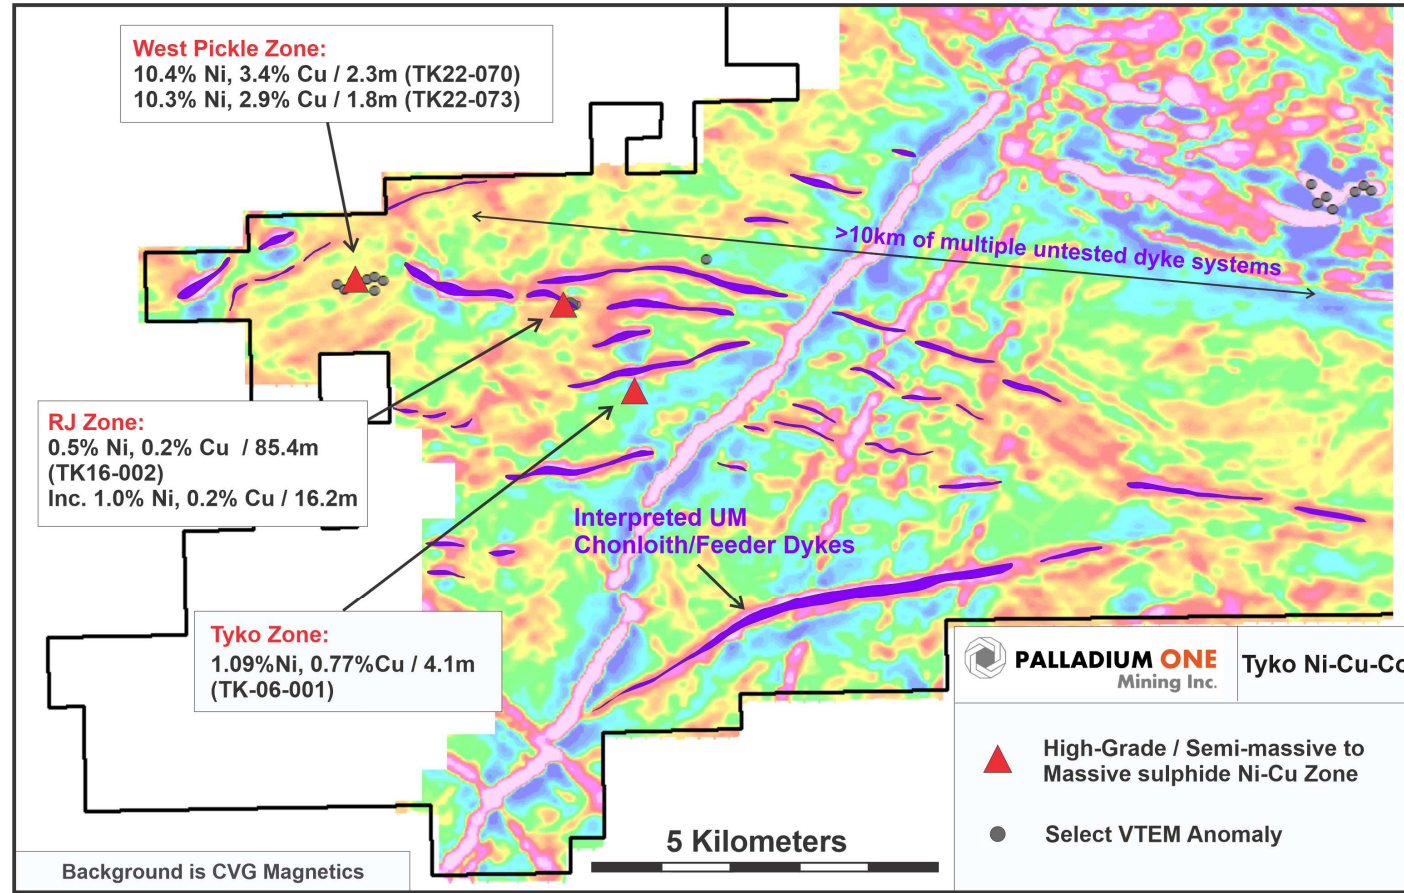 West Pickle Zone:
10.4% Ni, 3.4% Cu / 2.3m (TK22-070)
10.3% Ni, 2.9% Cu / 1.8m (TK22-073)
>10km of multiple untested dyke systems
RJ Zone:
0.5% Ni, 0.2% Cu / 85.4m
(TK16-002)
Inc. 1.0% Ni, 0.2% Cu / 16.2m
Interpreted UM
Chonloith/Feeder Dykes
Tyko Zone:
1.09%Ni, 0.77%Cu / 4.1m
(TK-06-001)
PALLADIUM ONE
Mining Inc.
Tyko Ni-Cu-Co
High-Grade / Semi-massive to
Massive sulphide Ni-Cu Zone
Select VTEM Anomaly
5 Kilometers
Background is CVG Magnetics